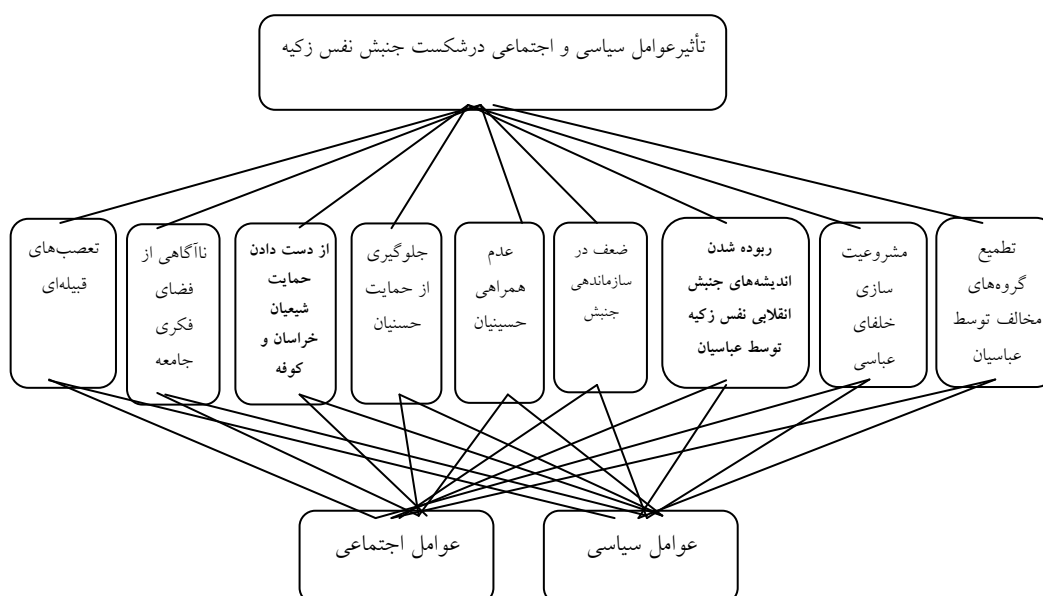 تأثیرعوامل سیاسی و اجتماعی درشکست جنبش نفس زکیه
تطمیع
گروه‌های
مخالف توسط
عباسیان
مشروعیت
سازی
خلفای
عباسی
ربوده شدن
اندیشه‌های جنبش
انقلابی نفس زکیه
توسط عباسیان
ضعف در
سازماندهی
جنبش
عدم
همراهی
حسینیان
جلوگیری
از حمایت
حسنیان
از دست دادن
حمایت
شیعیان
خراسان و
کوفه
ناآگاهی از
فضای
فکری
جامعه
تعصب‌های
قبیله‌ای
عوامل سیاسی
عوامل اجتماعی